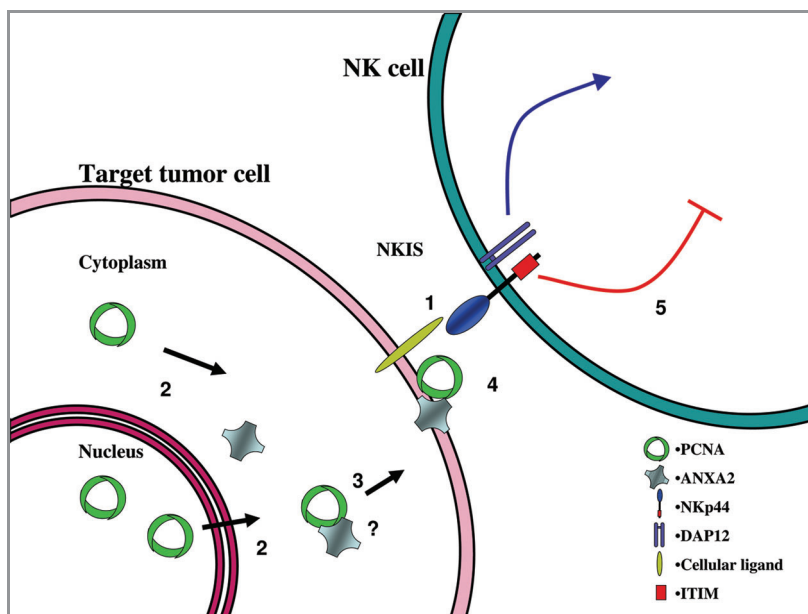 NK cell
Target tumor cell
NKIS
Cytoplasm
1
5
2
4
Nucleus
3
?
2
•PCNA
•ANXA2
•NKp44
•DAP12
•Cellular ligand
•ITIM